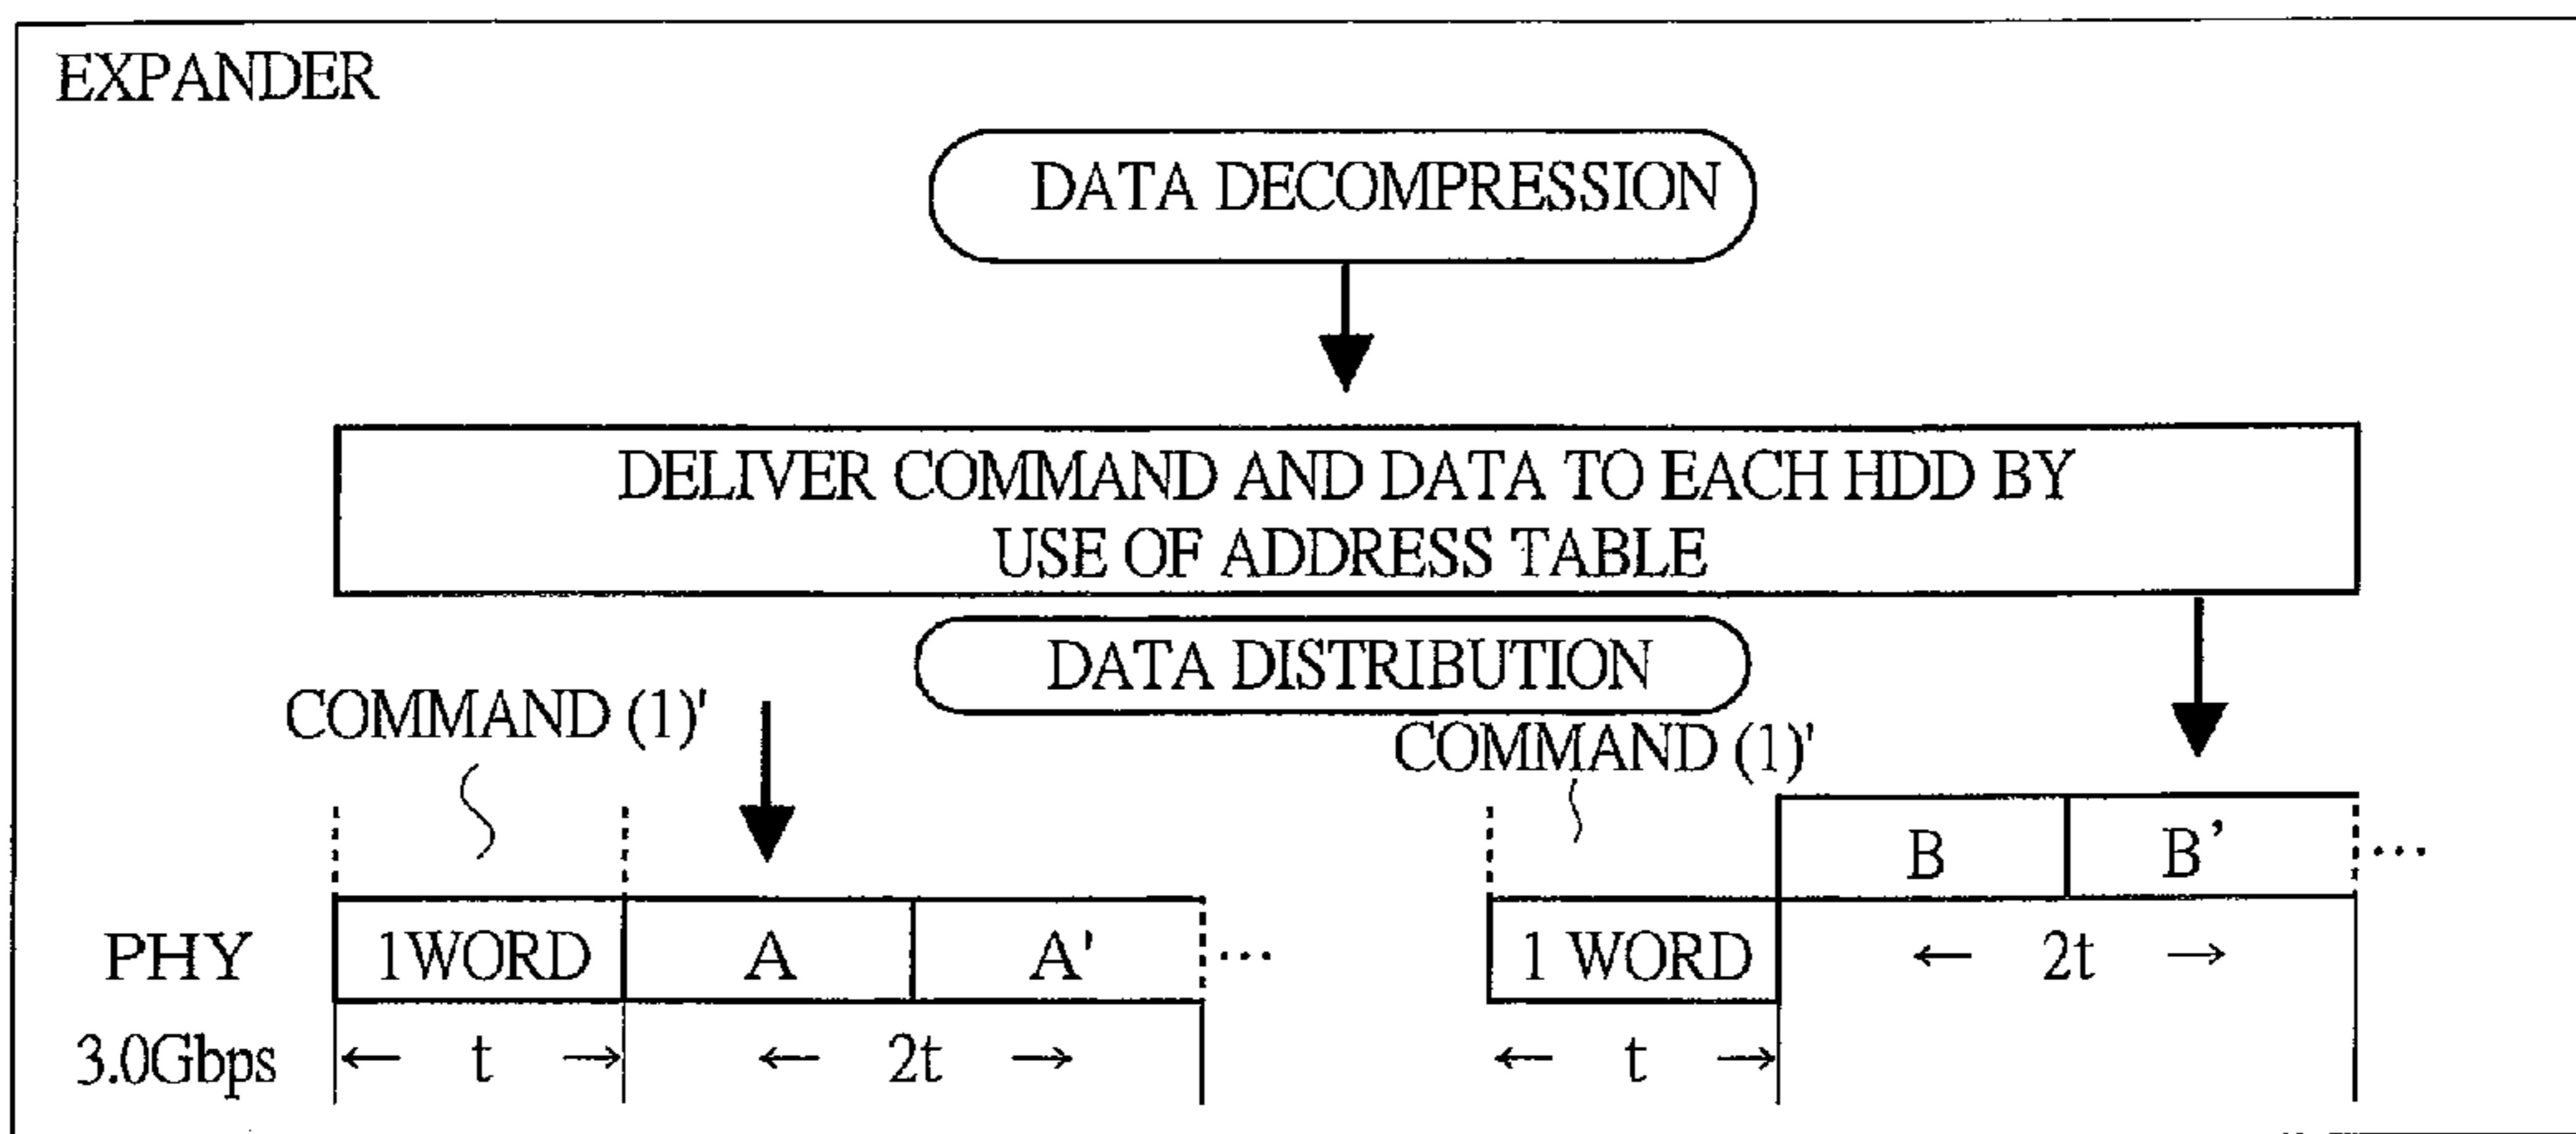 EXPANDER
DATA DECOMPRESSION
DELIVER COMMAND AND DATA TO EACH HDD BY
USE OF ADDRESS TABLE
DATA DISTRIBUTION
COMMAND (1)'
COMMAND (1)'
B B’ ...
PHY 1WORD A A' ... 1 WORD ← 2t →
3.0Gbps ← t → ← 2t → ← t →